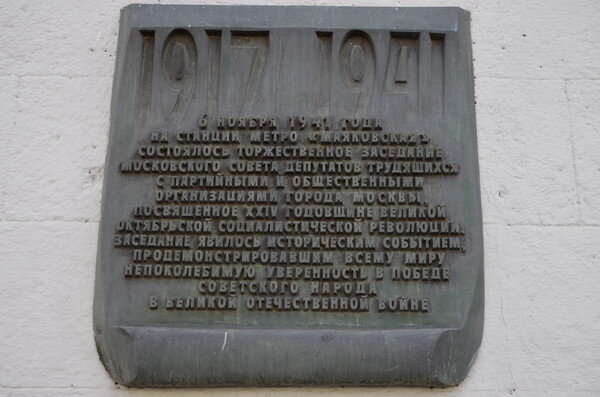 1917 1941
6 НОЯБРЯ 1941 ГОДА
НА СТАНЦИИ МЕТРО «МАЯКОВСКАЯ»
СОСТОЯЛОСЬ ТОРЖЕСТВЕННОЕ ЗАСЕДАНИЕ
МОСКОВСКОГО СОВЕТА ДЕПУТАТОВ ТРУДЯЩИХСЯ
С ПАРТИЙНЫМИ И ОБЩЕСТВЕННЫМИ
ОРГАНИЗАЦИЯМИ ГОРОДА МОСКВЫ,
ПОСВЯЩЕННОЕ XXIV ГОДОВЩИНЕ ВЕЛИКОЙ
ОКТЯБРЬСКОЙ СОЦИАЛИСТИЧЕСКОЙ РЕВОЛЮЦИИ.
ЗАСЕДАНИЕ ЯВИЛОСЬ ИСТОРИЧЕСКИМ СОБЫТИЕМ,
ПРОДЕМОНСТРИРОВАВШИМ ВСЕМУ МИРУ
НЕПОКОЛЕБИМУЮ УВЕРЕННОСТЬ В ПОБЕДЕ
СОВЕТСКОГО НАРОДА
В ВЕЛИКОЙ ОТЕЧЕСТВЕННОЙ ВОЙНЕ